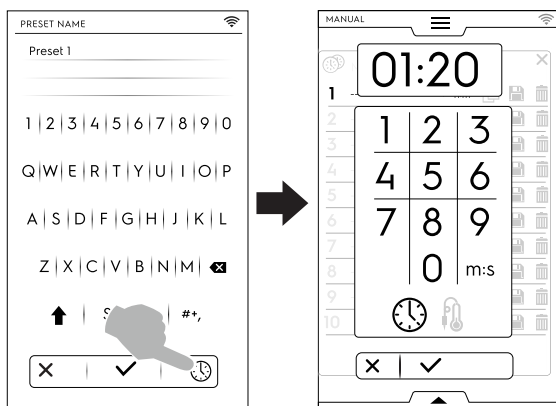 PRESET NAME
Preset 1
1 2 3 4 5 6 7 8 9 0
Q W E R T Y U I O P
A S D F G H J K L
Z X C V B N M
S
#+,
MANUAL
01:20
1
2
3
4
5
6
7
8
9
10
1 2 3
4 5 6
7 8 9
0 m:s